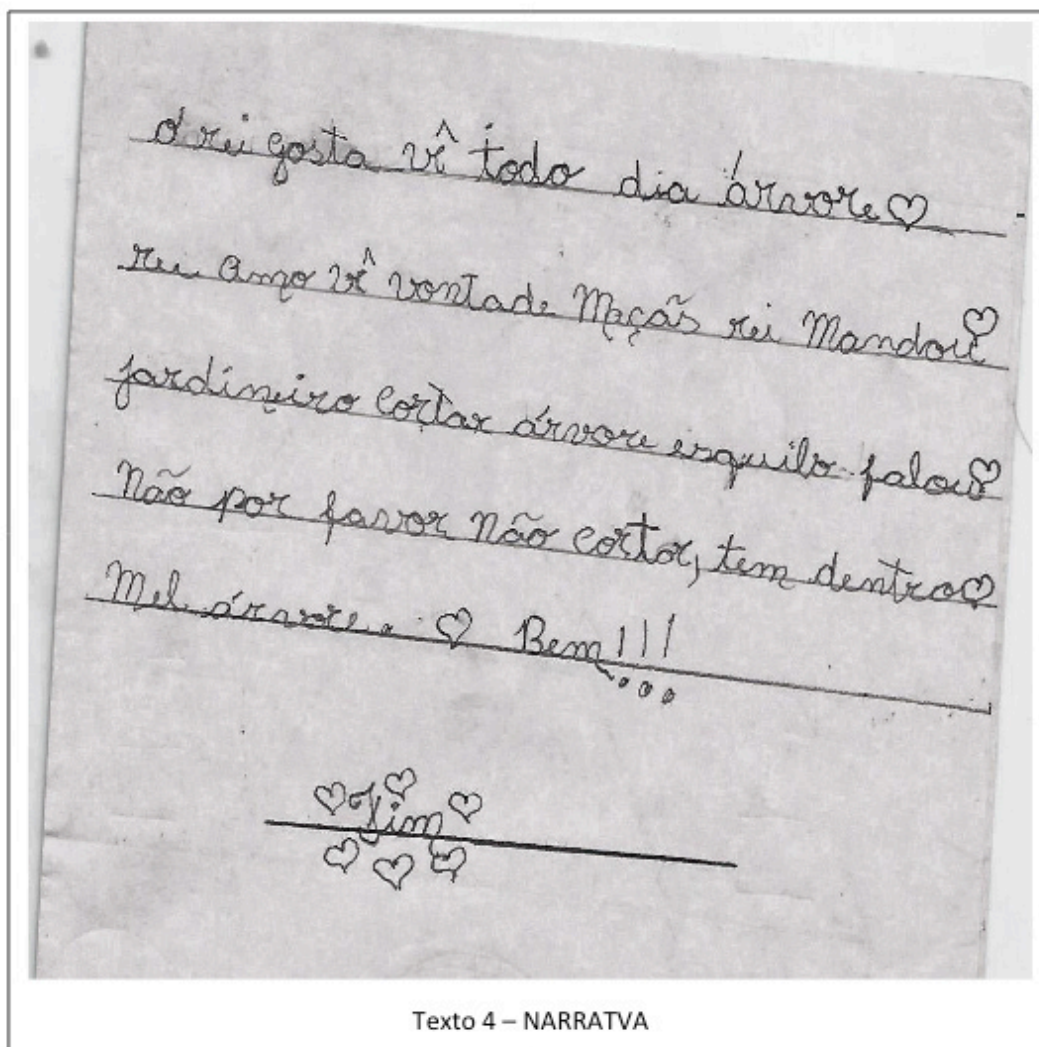 ó rei gosta vê todo dia árvore♡
rei amo vê vontade Maçãs rei Mandou♡
jardineiro cortar árvore esquilo falou♡
Não por favor não cortar, tem dentro♡
Mel árvore. ♡ Bem!!!...
♡♡Fim♡
♡♡♡
Texto 4 – NARRATVA